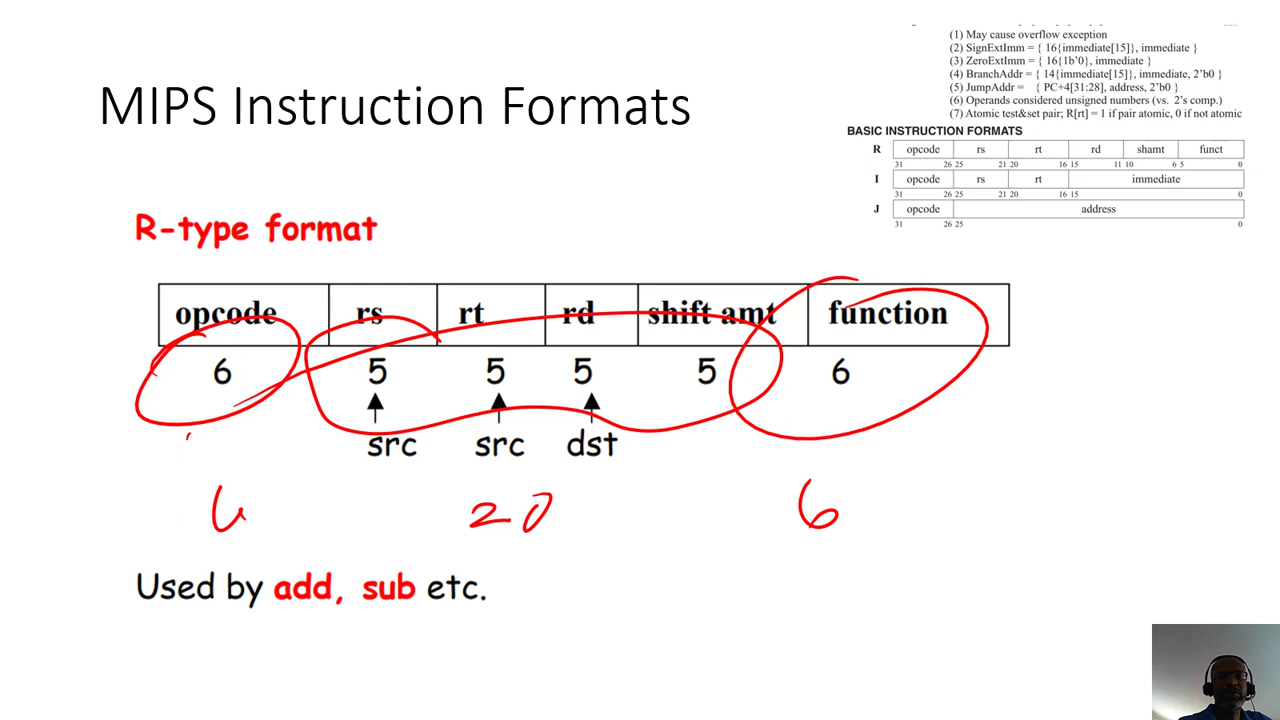 (1) May cause overflow exception
(2) SignExtImm = { 16{immediate[15]}, immediate }
(3) ZeroExtImm = { 16{1b'0}, immediate }
(4) BranchAddr = { 14{immediate[15]}, immediate, 2'b0 }
(5) JumpAddr = { PC+4[31:28], address, 2'b0 }
(6) Operands considered unsigned numbers (vs. 2's comp.)
(7) Atomic test&set pair; R[rt] = 1 if pair atomic, 0 if not atomic
MIPS Instruction Formats
BASIC INSTRUCTION FORMATS
R opcode rs rt rd shamt funct
31 26 25 21 20 16 15 11 10 6 5 0
I opcode rs rt immediate
31 26 25 21 20 16 15 0
J opcode address
31 26 25 0
R-type format
opcode rs rt rd shift amt function
6 5 5 5 5 6
src src dst
20 6
Used by add, sub etc.